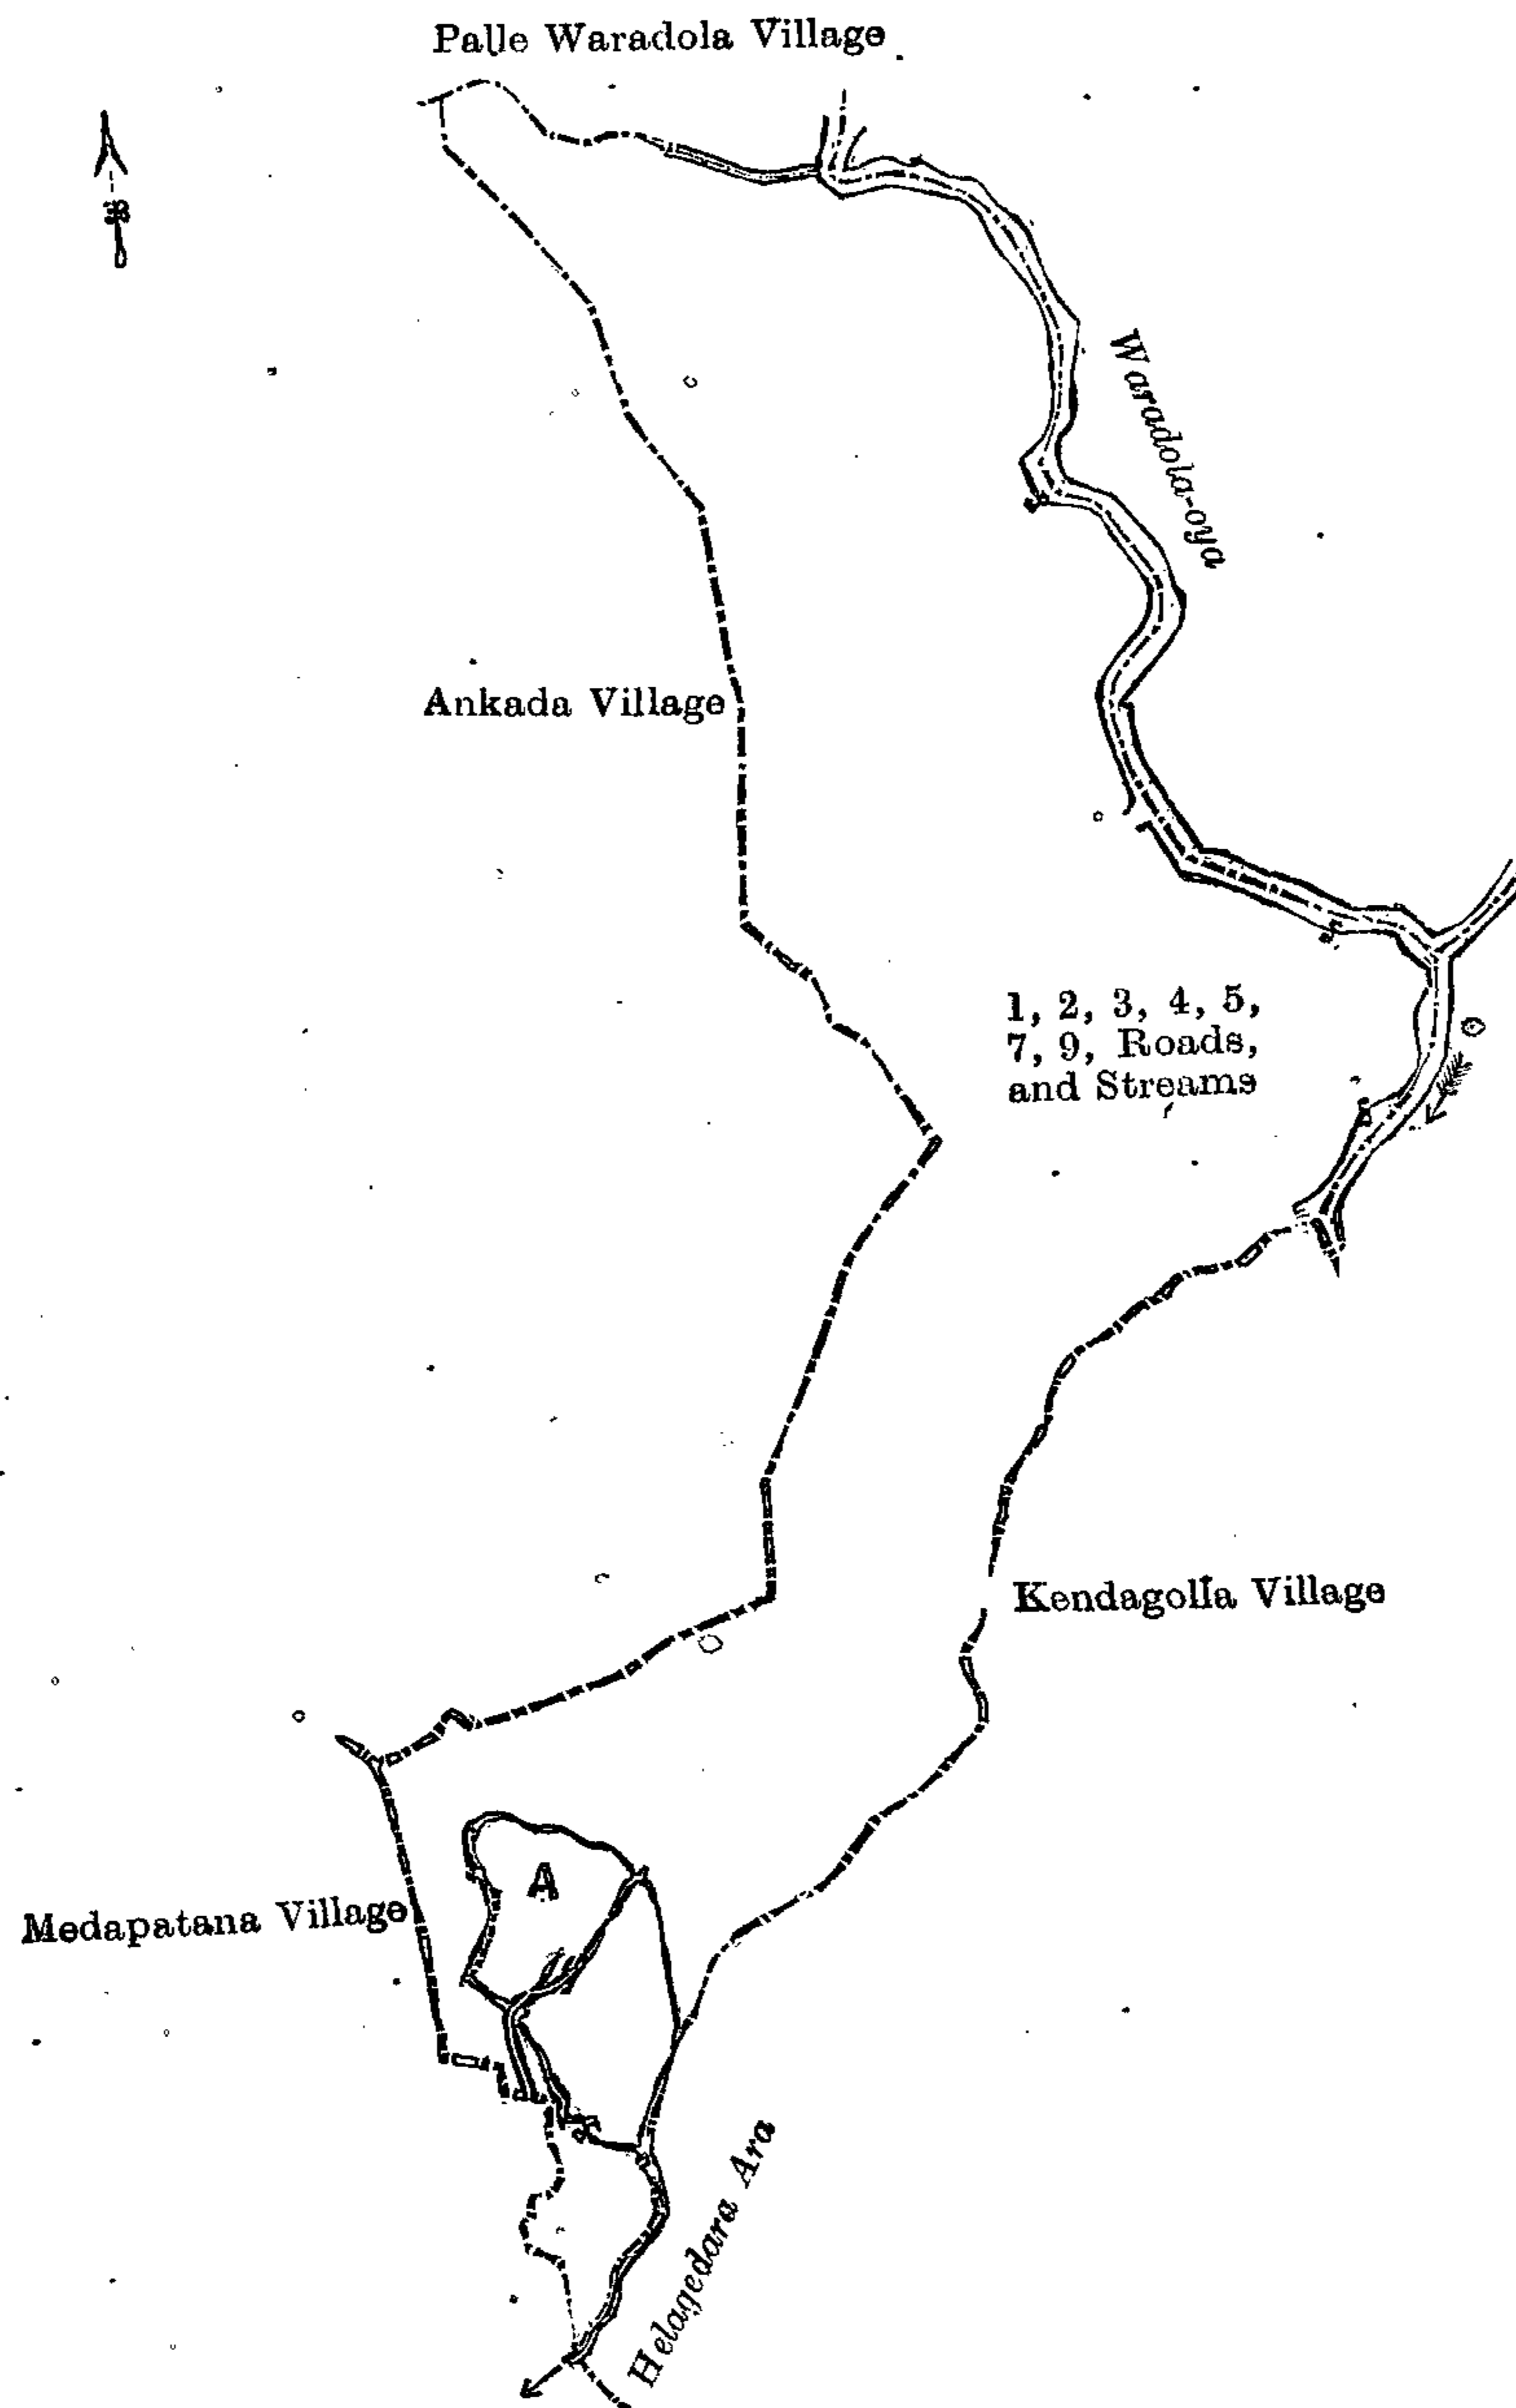 Palle Waradola Village
Waradola-oya
Ankada Village
1, 2, 3, 4, 5,
7, 9, Roads,
and Streams
Kendagolla Village
A
Medapatana Village
Helagedara Ara